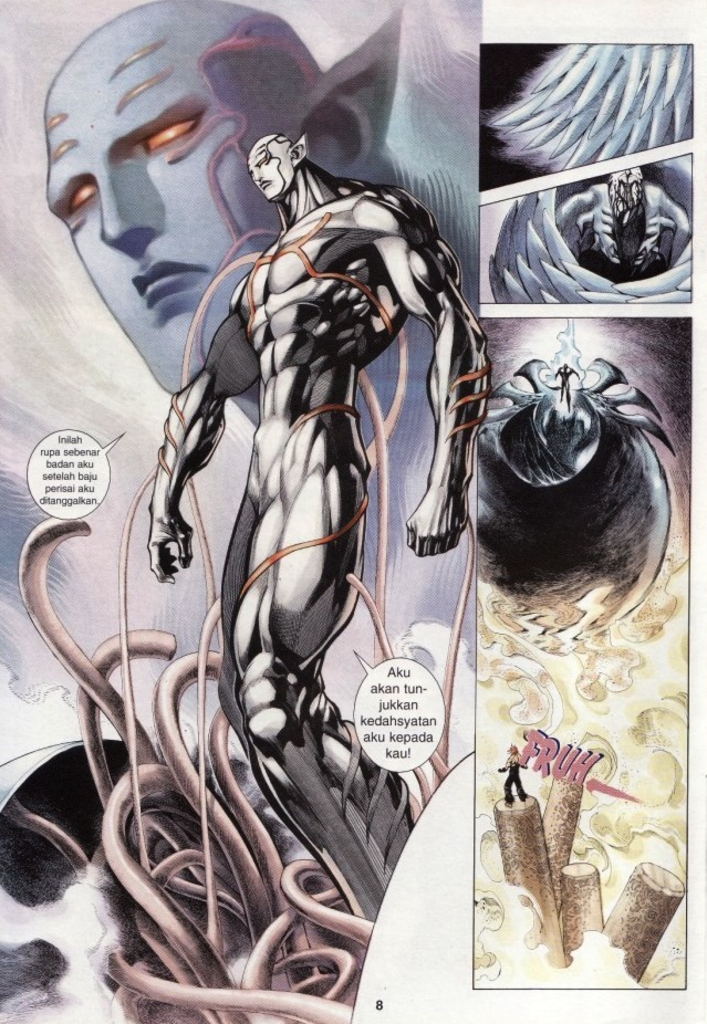 Inilah
rupa sebenar
badan aku
setelah baju
perisai aku
ditanggalkan.
Aku
akan tun-
jukkan
kedahsyatan
aku kepada
kau!
FRUH
8